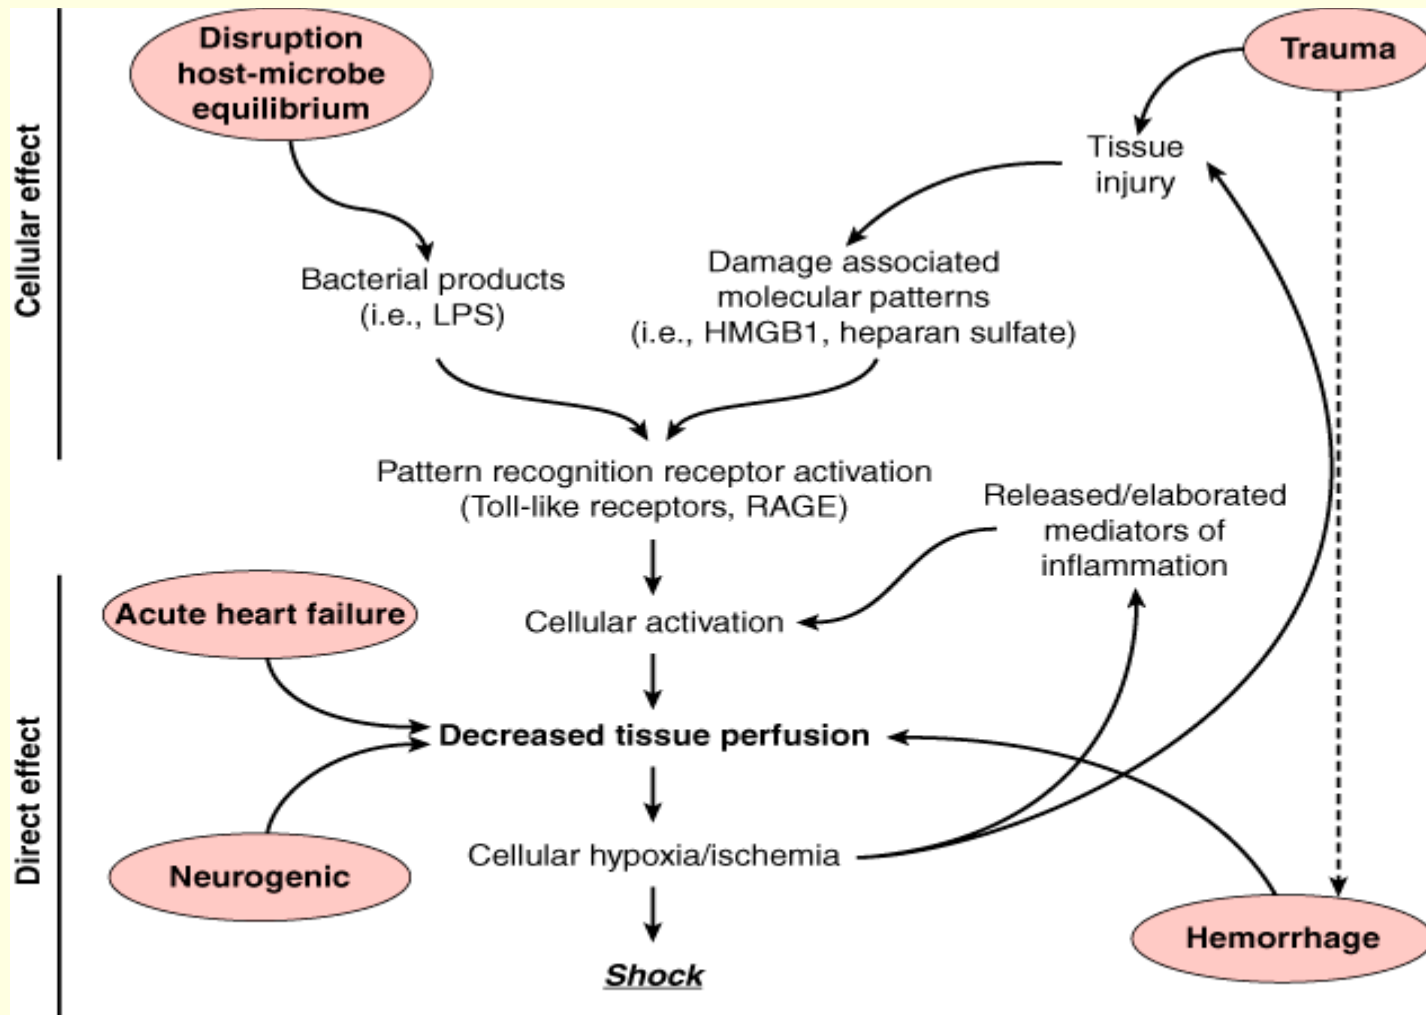 Disruption
host-microbe
equilibrium
Trauma
Cellular effect
Tissue
injury
Bacterial products
(i.e., LPS)
Damage associated
molecular patterns
(i.e., HMGB1, heparan sulfate)
Pattern recognition receptor activation
(Toll-like receptors, RAGE)
Released/elaborated
mediators of
inflammation
Direct effect
Acute heart failure
Cellular activation
Decreased tissue perfusion
Neurogenic
Cellular hypoxia/ischemia
Hemorrhage
Shock